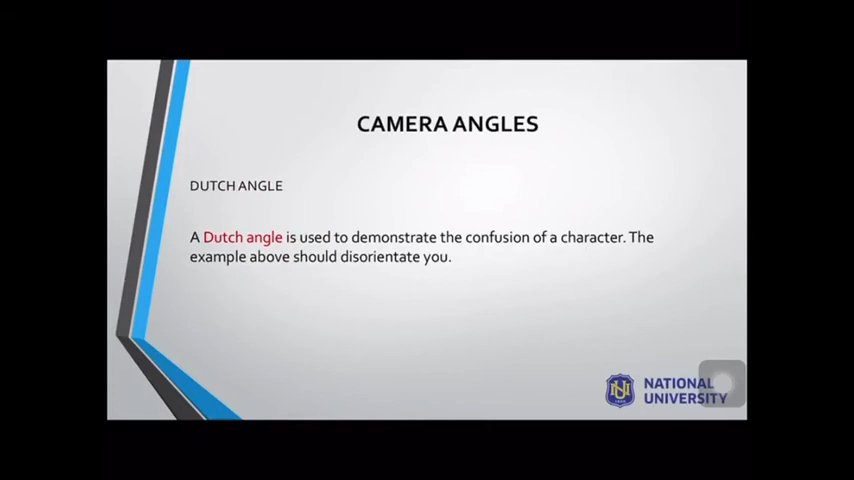 CAMERA ANGLES
DUTCH ANGLE
A Dutch angle is used to demonstrate the confusion of a character. The
example above should disorientate you.
NATIONAL
UNIVERSITY